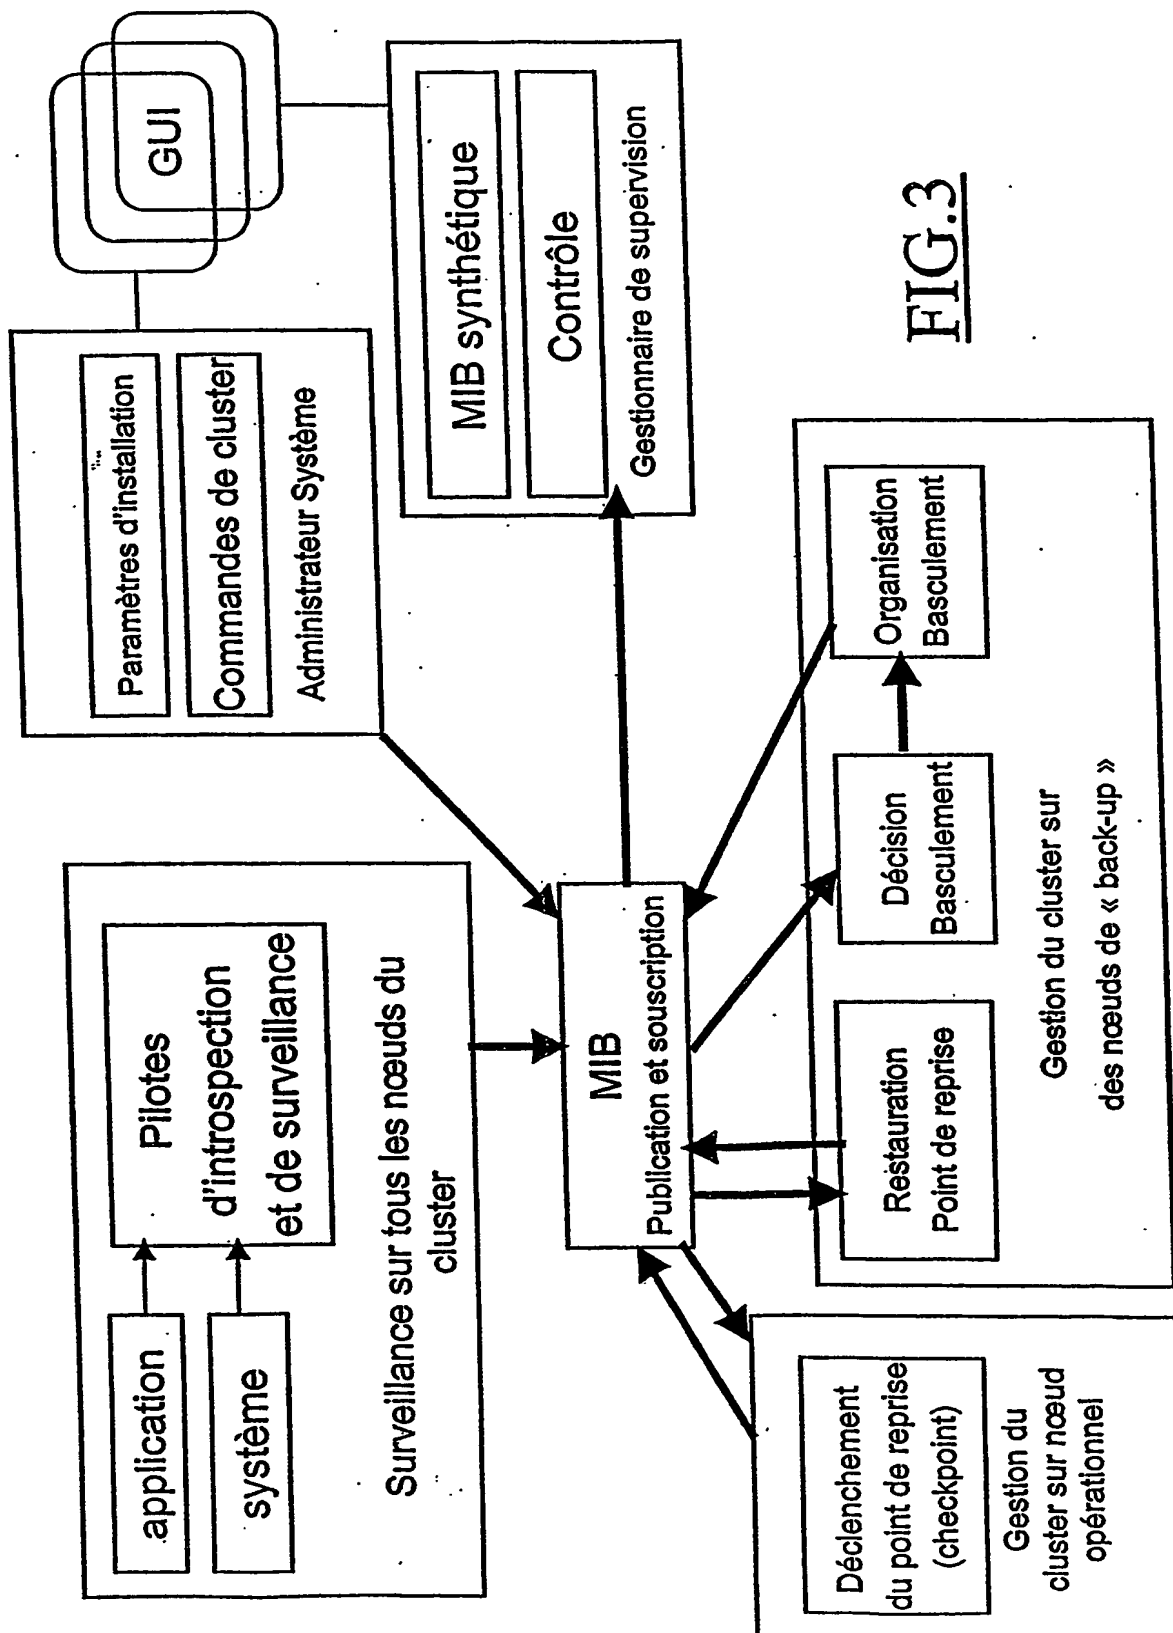 application
système
Pilotes
d'introspection
et de surveillance
Surveillance sur tous les nœuds du
cluster
Paramètres d'installation
Commandes de cluster
Administrateur Système
GUI
MIB synthétique
Contrôle
Gestionnaire de supervision
MIB
Publication et souscription
Déclenchement
du point de reprise
(checkpoint)
Gestion du
cluster sur nœud
opérationnel
Restauration
Point de reprise
Décision
Basculement
Organisation
Basculement
Gestion du cluster sur
des nœuds de « back-up »
FIG.3